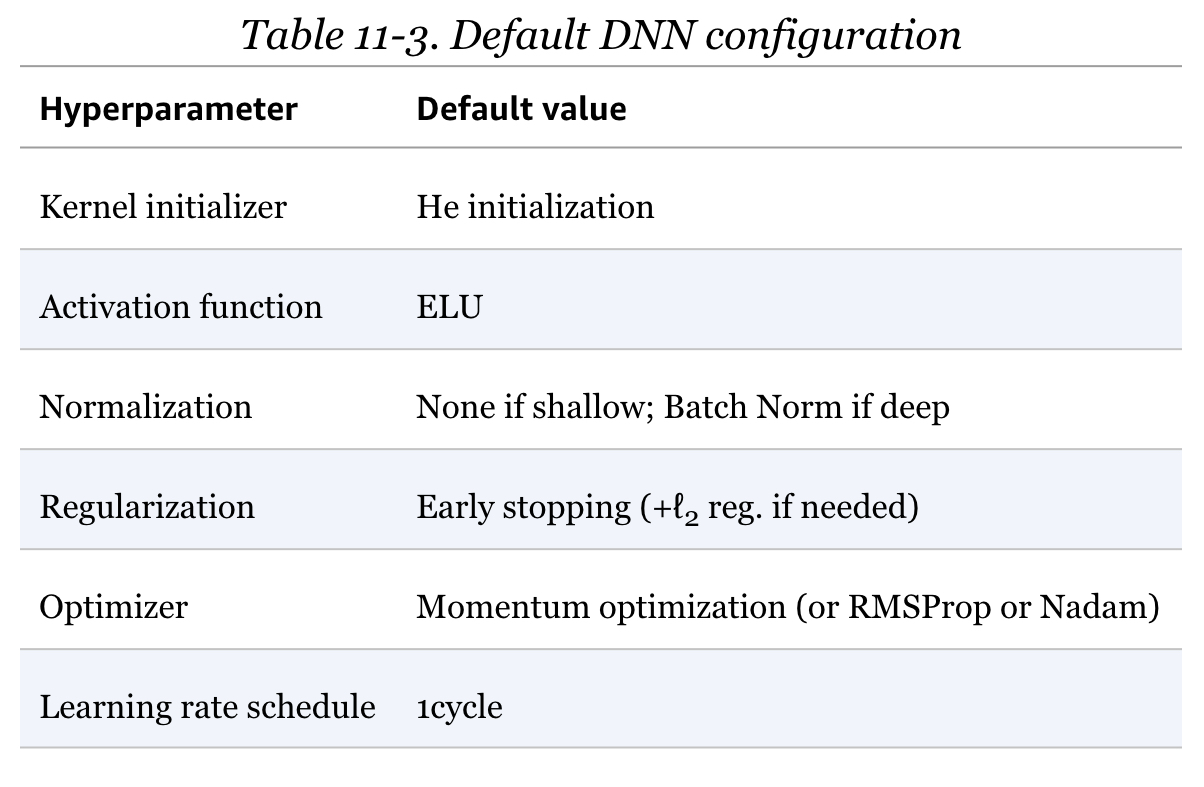 Table 11-3. Default DNN configuration
Hyperparameter Default value
Kernel initializer He initialization
Activation function ELU
Normalization None if shallow; Batch Norm if deep
Regularization Early stopping (+ℓ₂ reg. if needed)
Optimizer Momentum optimization (or RMSProp or Nadam)
Learning rate schedule 1cycle